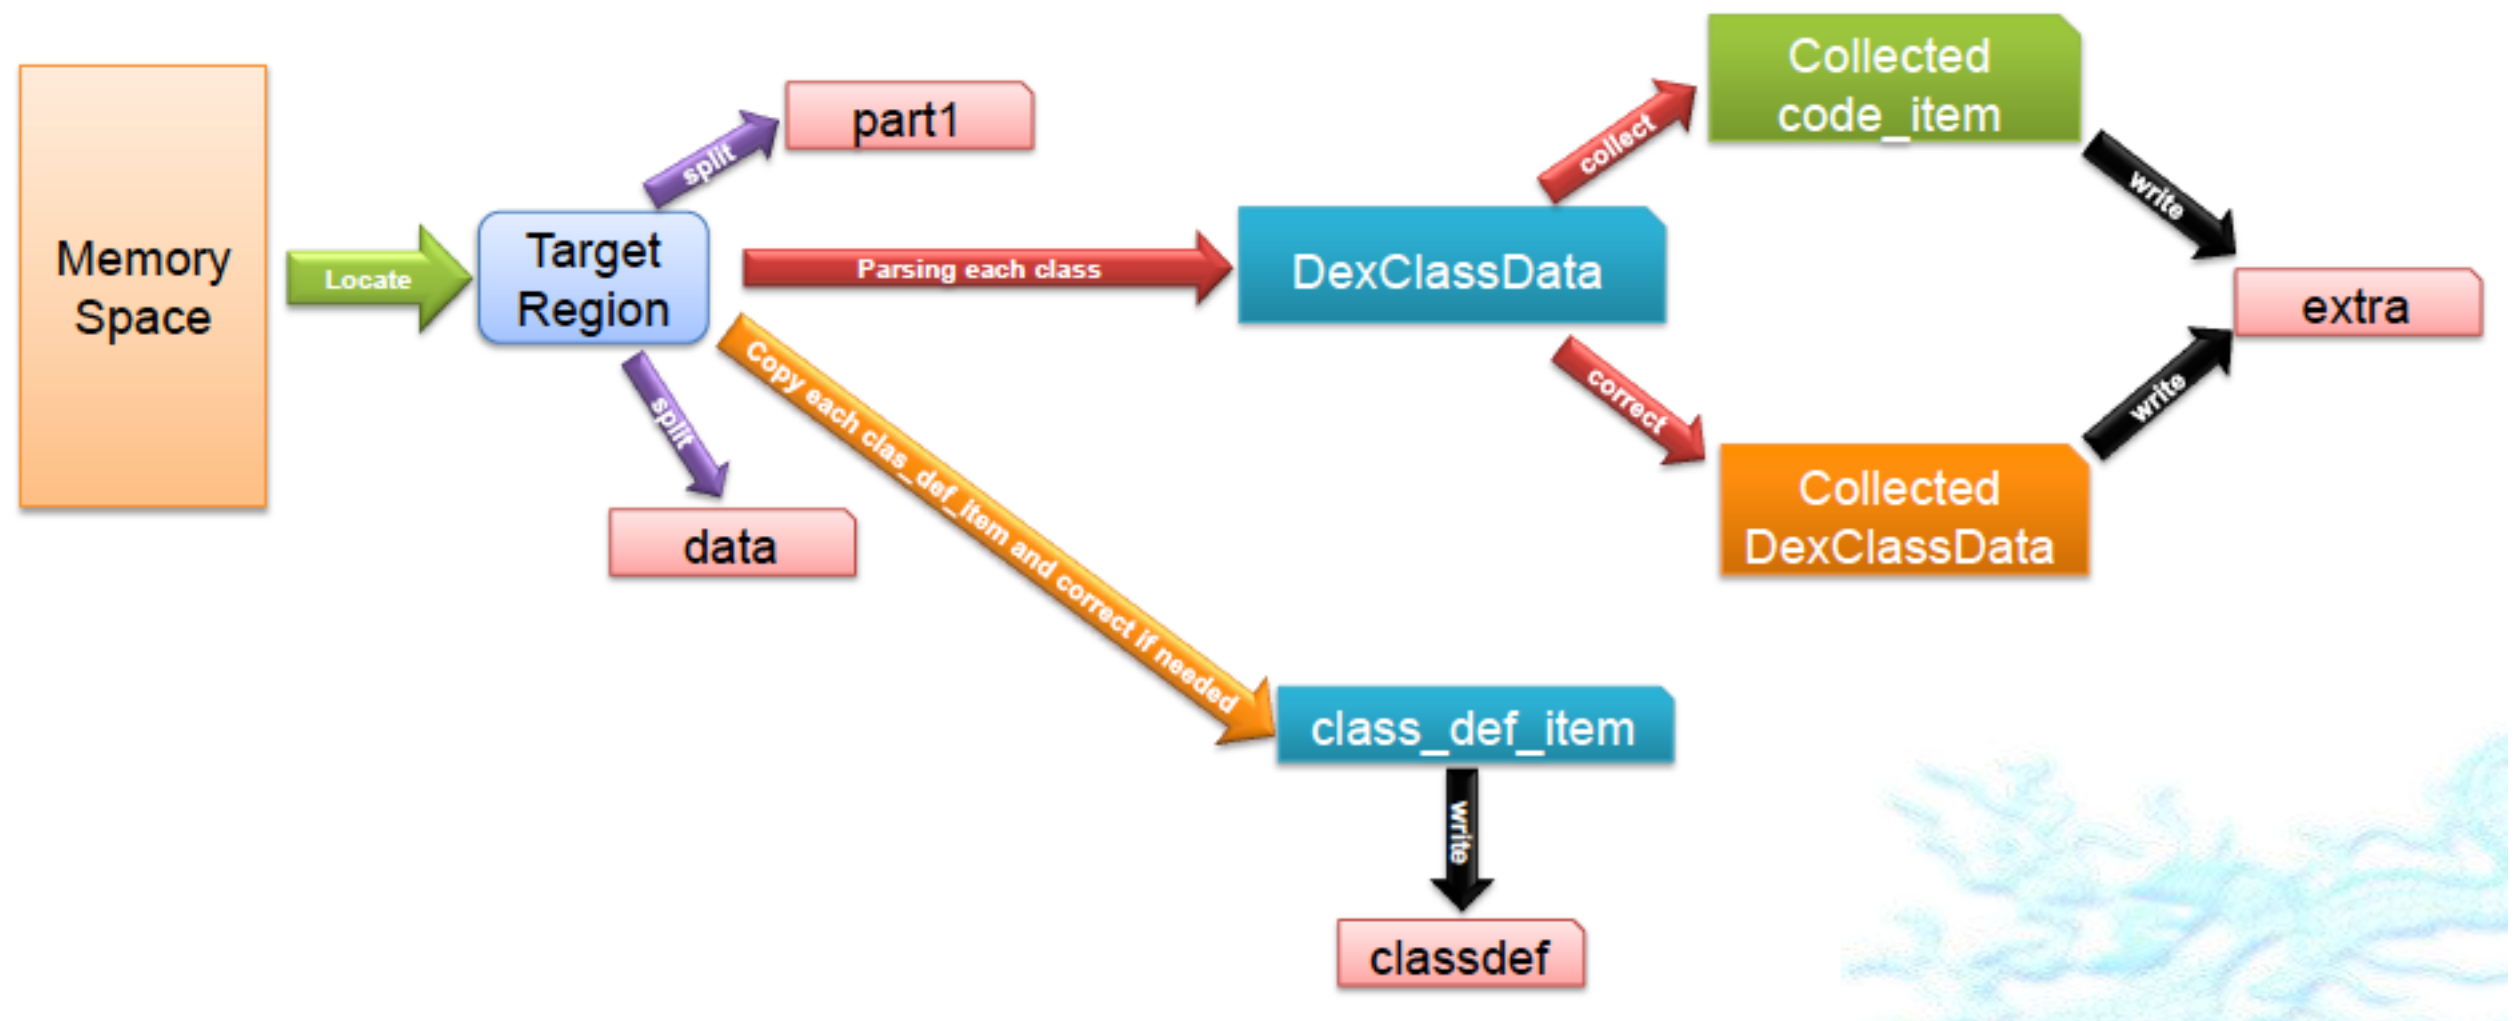 Memory
Space
Locate
Target
Region
split
part1
split
data
Parsing each class
DexClassData
Copy each clas_def_item and correct if needed
class_def_item
write
classdef
collect
Collected
code_item
write
correct
Collected
DexClassData
write
extra